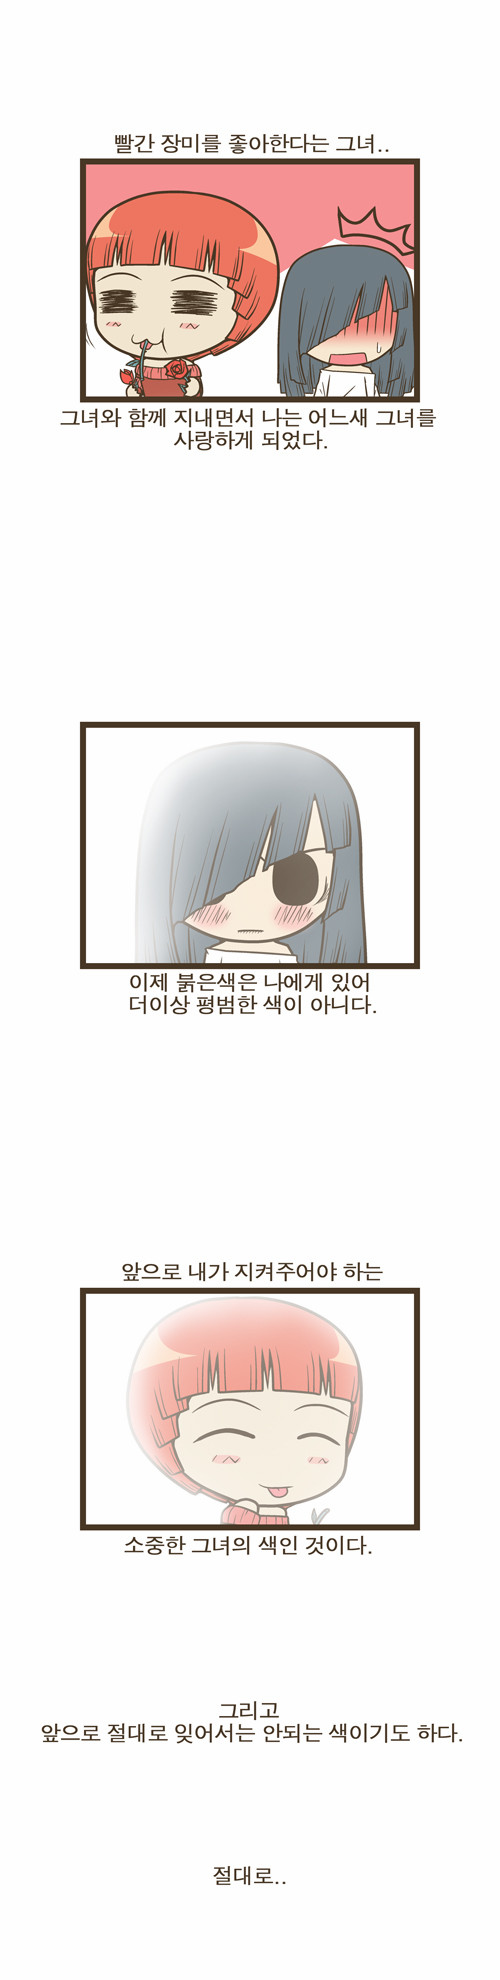 빨간 장미를 좋아한다는 그녀..
그녀와 함께 지내면서 나는 어느새 그녀를
사랑하게 되었다.
이제 붉은색은 나에게 있어
더이상 평범한 색이 아니다.
앞으로 내가 지켜주어야 하는
소중한 그녀의 색인 것이다.
그리고
앞으로 절대로 잊어서는 안되는 색이기도 하다.
절대로..